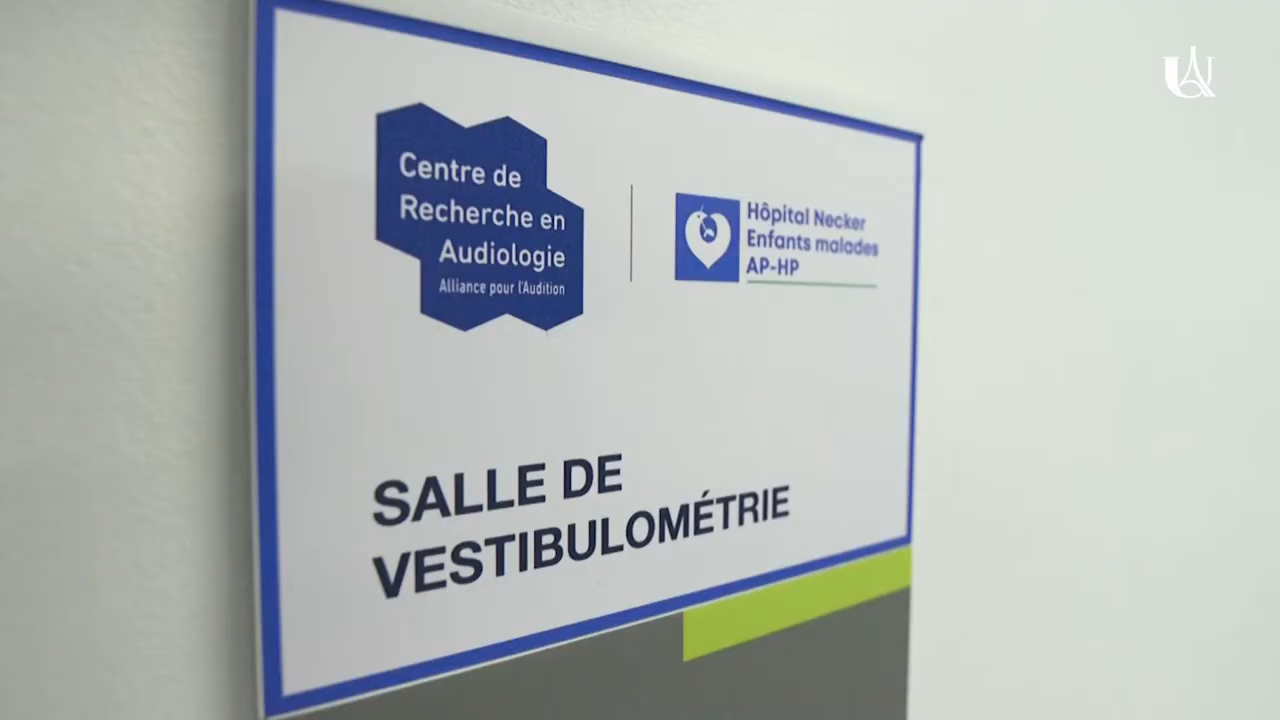 Centre de
Recherche en
Audiologie
Alliance pour l'Audition
Hôpital Necker
Enfants malades
AP-HP
SALLE DE
VESTIBULOMÉTRIE